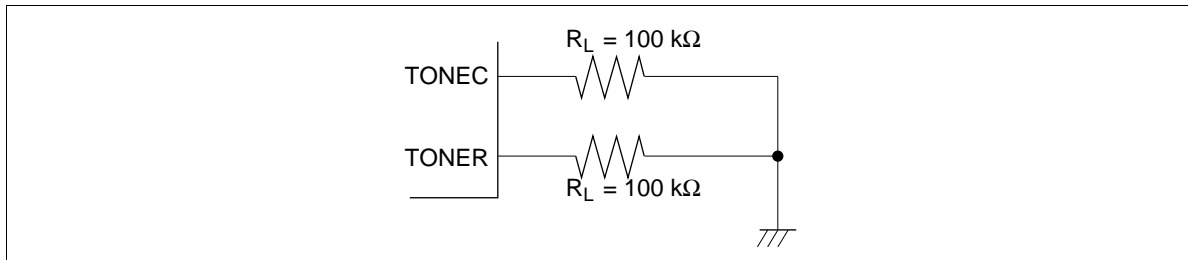 R_L = 100 kΩ
TONEC
TONER
R_L = 100 kΩ